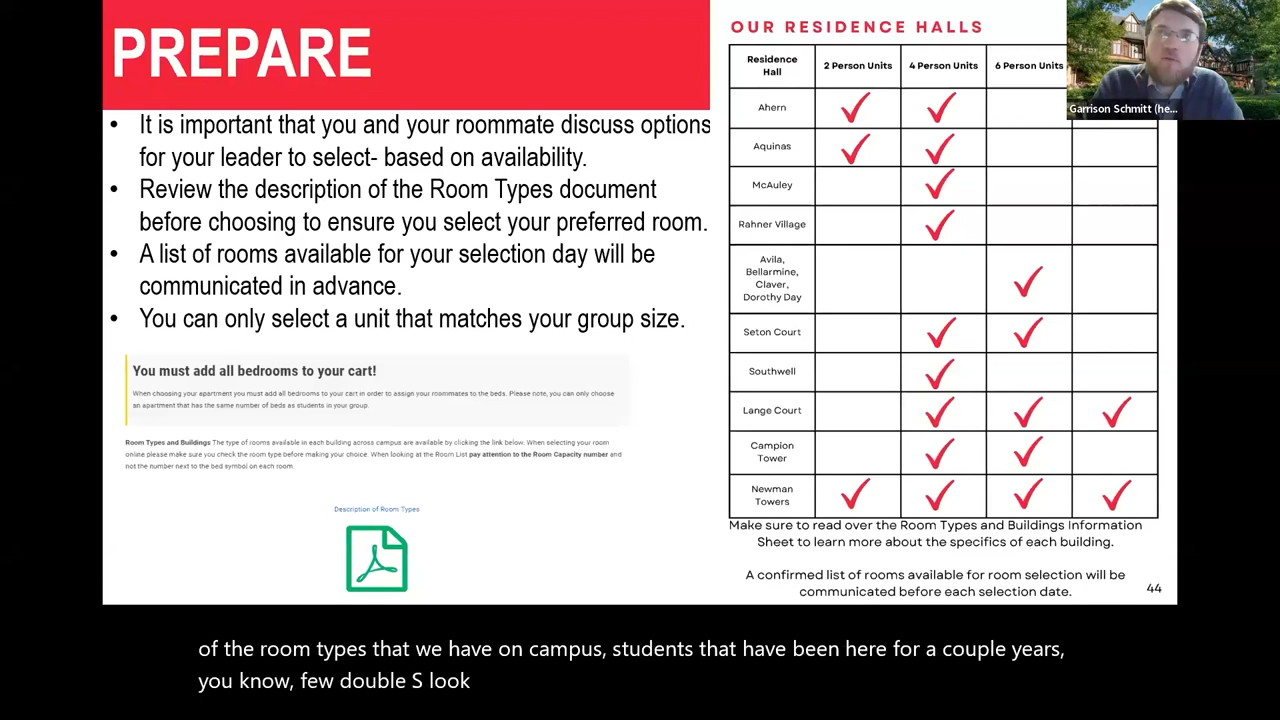 PREPARE
• It is important that you and your roommate discuss options
for your leader to select- based on availability.
• Review the description of the Room Types document
before choosing to ensure you select your preferred room.
• A list of rooms available for your selection day will be
communicated in advance.
• You can only select a unit that matches your group size.
You must add all bedrooms to your cart!
When choosing your apartment you must add all bedrooms to your cart in order to assign your roommates to the beds. Please note, you can only choose
an apartment that has the same number of beds as students in your group.
Room Types and Buildings The type of rooms available in each building across campus are available by clicking the link below. When selecting your room
online please make sure you check the room type before making your choice. When looking at the Room List pay attention to the Room Capacity number and
not the number next to the bed symbol on each room.
Description of Room Types
OUR RESIDENCE HALLS
Residence
Hall
2 Person Units
4 Person Units
6 Person Units
Ahern
Aquinas
McAuley
Rahner Village
Avila,
Bellarmine,
Claver,
Dorothy Day
Seton Court
Southwell
Lange Court
Campion
Tower
Newman
Towers
Make sure to read over the Room Types and Buildings Information
Sheet to learn more about the specifics of each building.
A confirmed list of rooms available for room selection will be
communicated before each selection date.
44
Garrison Schmitt (he...
of the room types that we have on campus, students that have been here for a couple years,
you know, few double S look